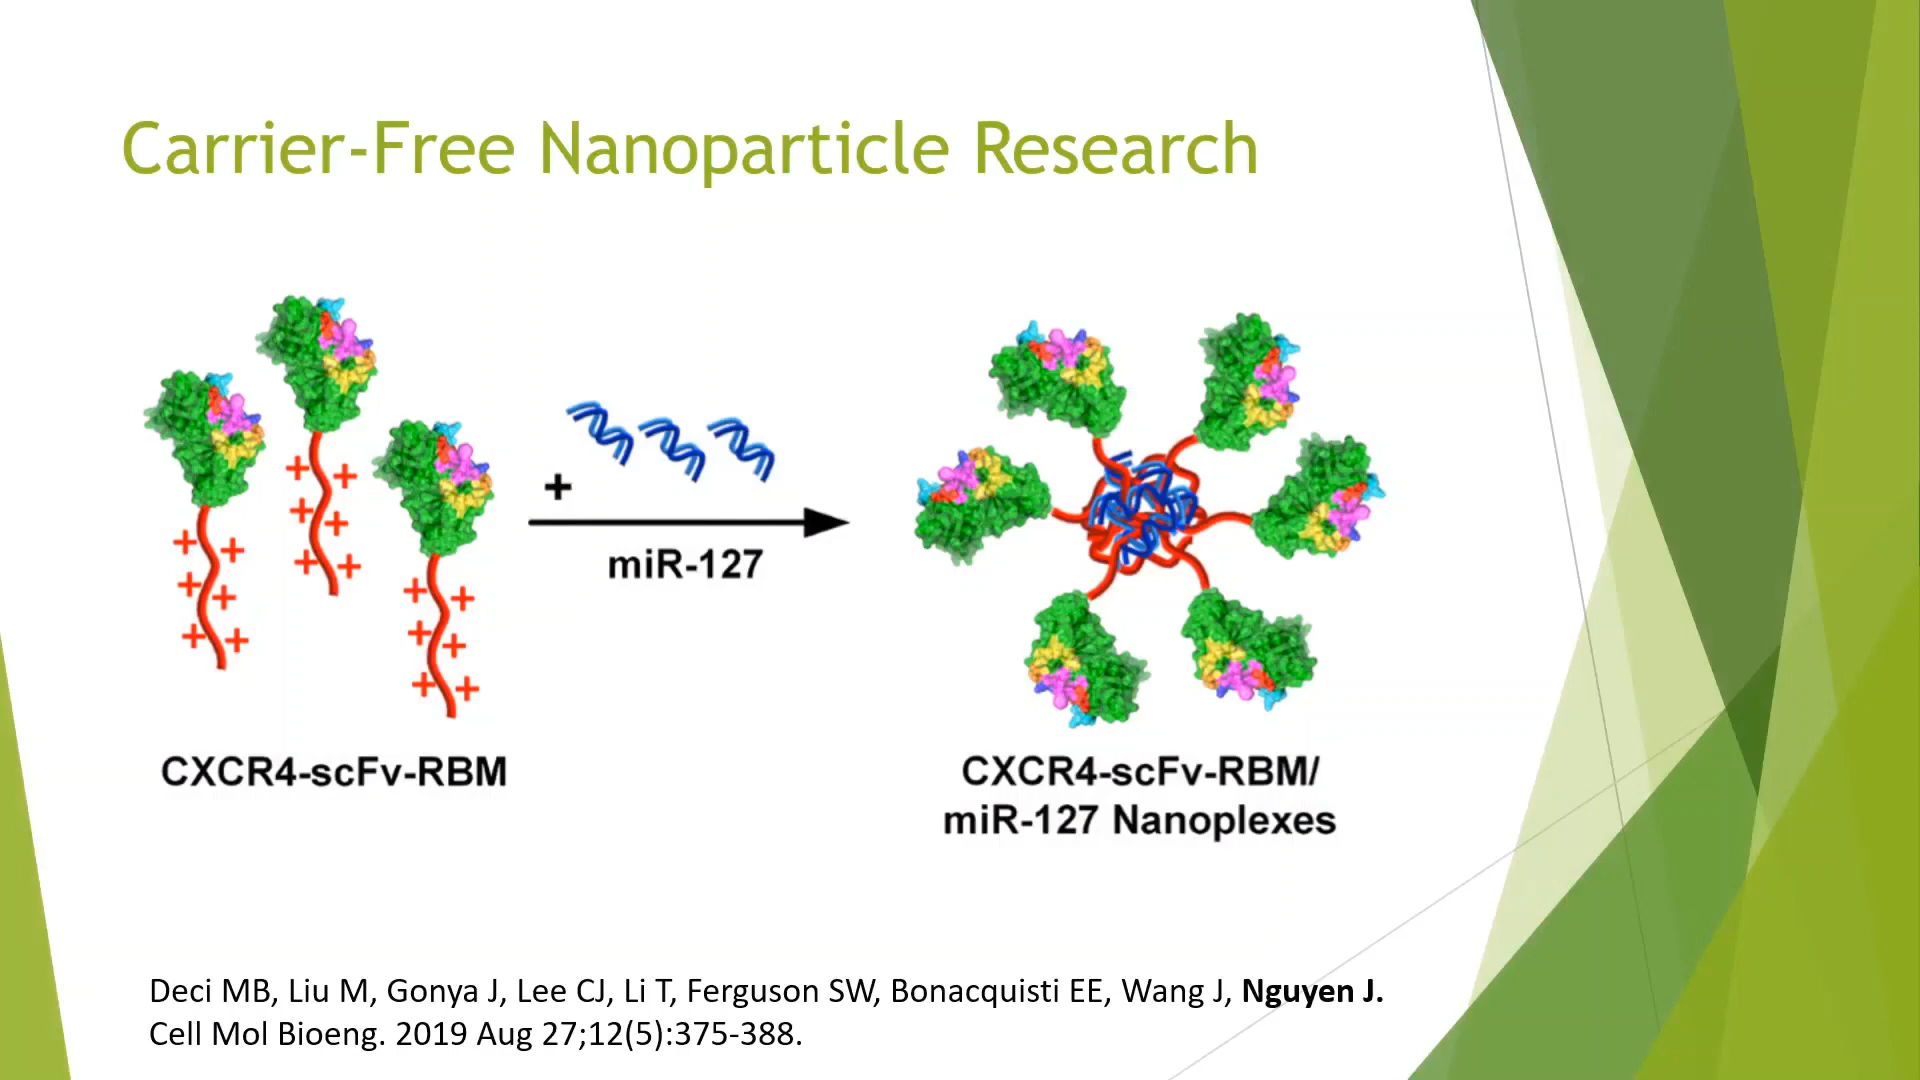 Carrier-Free Nanoparticle Research
+
miR-127
CXCR4-scFv-RBM
CXCR4-scFv-RBM/
miR-127 Nanoplexes
Deci MB, Liu M, Gonya J, Lee CJ, Li T, Ferguson SW, Bonacquisti EE, Wang J, Nguyen J.
Cell Mol Bioeng. 2019 Aug 27;12(5):375-388.